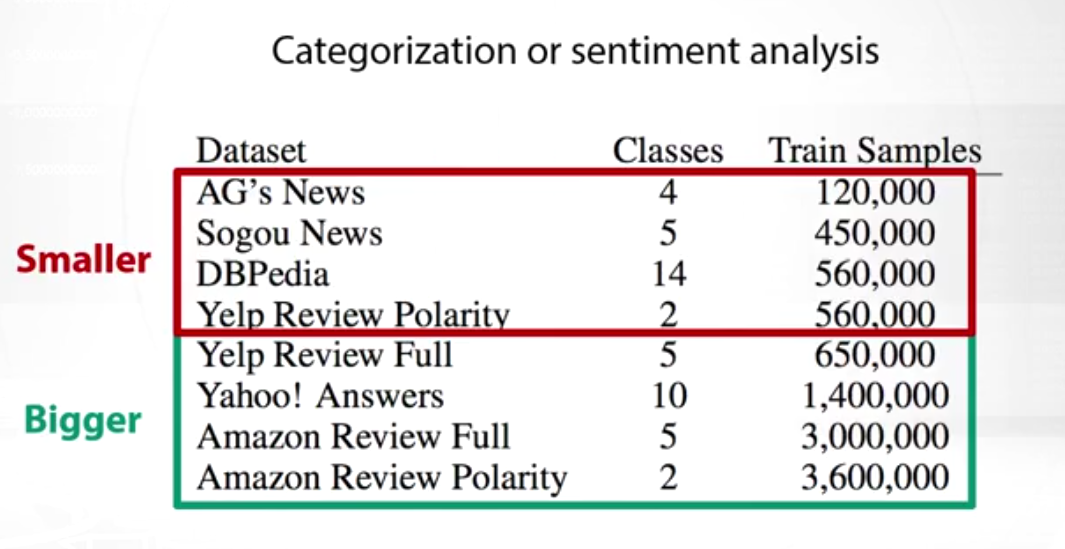 Categorization or sentiment analysis
Dataset Classes Train Samples
AG's News 4 120,000
Sogou News 5 450,000
Smaller
DBPedia 14 560,000
Yelp Review Polarity 2 560,000
Yelp Review Full 5 650,000
Yahoo! Answers 10 1,400,000
Bigger
Amazon Review Full 5 3,000,000
Amazon Review Polarity 2 3,600,000